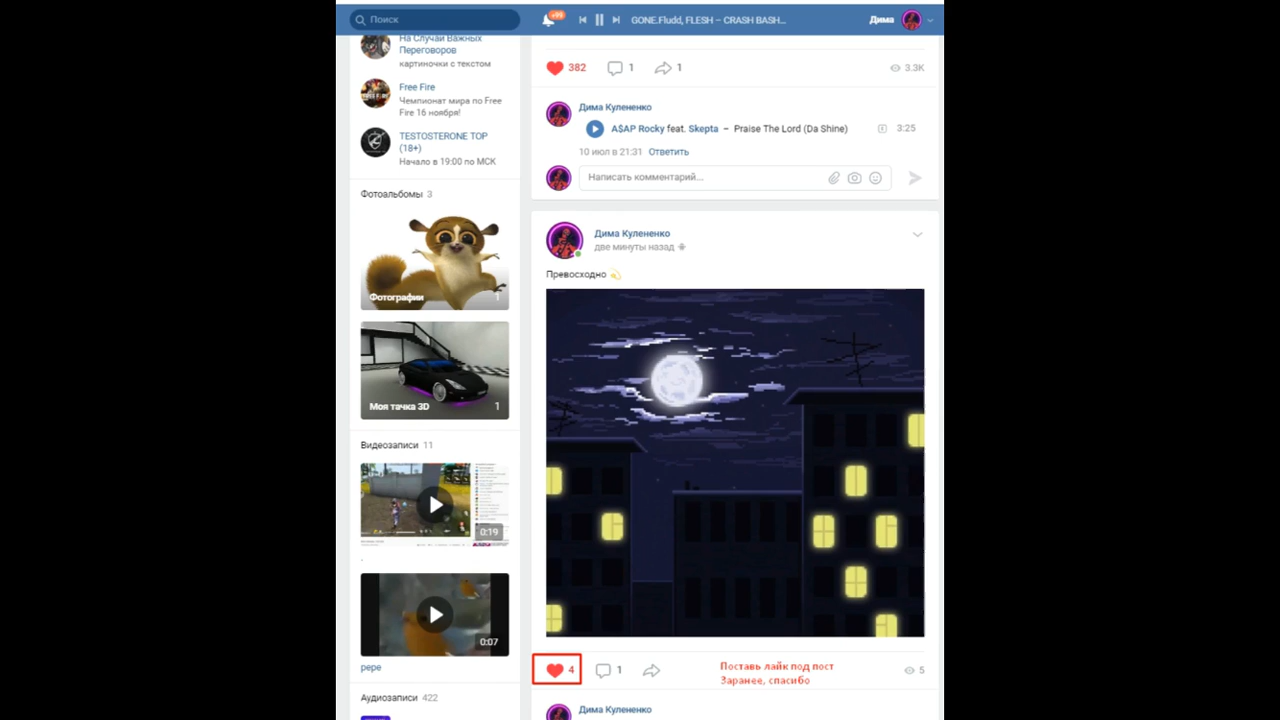 Поиск
+99
GONE.Fludd, FLESH – CRASH BASH...
Дима
На Случай Важных
Переговоров
картиночки с текстом
Free Fire
Чемпионат мира по Free
Fire 16 ноября!
TESTOSTERONE TOP
(18+)
Начало в 19:00 по МСК
Фотоальбомы 3
Фотографии 1
Моя тачка 3D 1
Видеозаписи 11
0:19
.
0:07
pepe
Аудиозаписи 422
382 1 1 3.3K
Дима Кулененко
A$AP Rocky feat. Skepta – Praise The Lord (Da Shine) 3:25
10 июл в 21:31 Ответить
Написать комментарий...
Дима Кулененко
две минуты назад
Превосходно
4 1 5
Поставь лайк под пост
Заранее, спасибо
Дима Кулененко